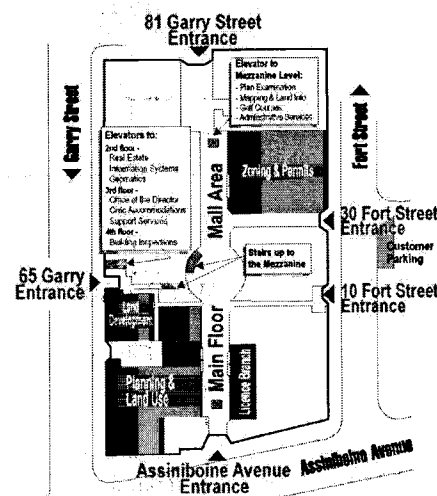 81 Garry Street
Entrance
Elevator to
Mezzanine Level:
- Plan Examination
- Mapping & Land Info
- Golf Courses
- Administrative Services
Garry Street
Fort Street
Elevators to:
2nd floor -
Real Estate
Information Systems
Geomatics
3rd floor -
Office of the Director
Civic Accommodations
Support Services
4th floor -
Building Inspections
Zoning & Permits
Mall Area
30 Fort Street
Entrance
Customer
Parking
Stairs up to
the Mezzanine
65 Garry
Entrance
10 Fort Street
Entrance
Land
Development
Main Floor
Planning &
Land Use
Licence Branch
Assiniboine Avenue
Entrance
Assiniboine Avenue